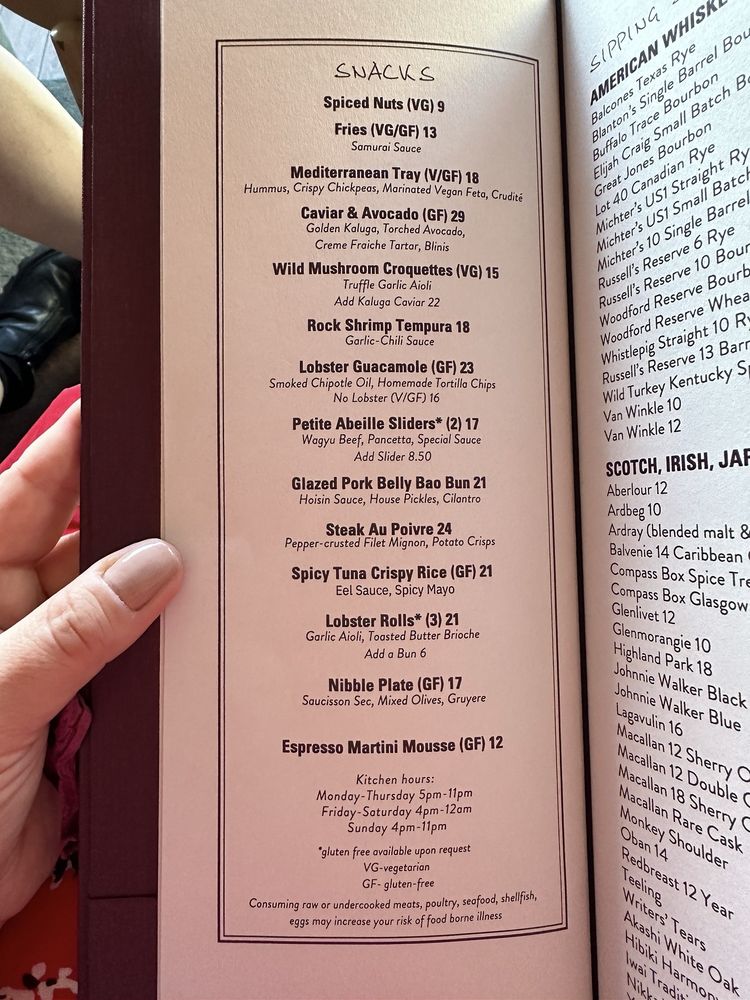 SNACKS
Spiced Nuts (VG) 9
Fries (VG/GF) 13
Samurai Sauce
Mediterranean Tray (V/GF) 18
Hummus, Crispy Chickpeas, Marinated Vegan Feta, Crudité
Caviar & Avocado (GF) 29
Golden Kaluga, Torched Avocado,
Creme Fraiche Tartar, Blinis
Wild Mushroom Croquettes (VG) 15
Truffle Garlic Aioli
Add Kaluga Caviar 22
Rock Shrimp Tempura 18
Garlic-Chili Sauce
Lobster Guacamole (GF) 23
Smoked Chipotle Oil, Homemade Tortilla Chips
No Lobster (V/GF) 16
Petite Abeille Sliders* (2) 17
Wagyu Beef, Pancetta, Special Sauce
Add Slider 8.50
Glazed Pork Belly Bao Bun 21
Hoisin Sauce, House Pickles, Cilantro
Steak Au Poivre 24
Pepper-crusted Filet Mignon, Potato Crisps
Spicy Tuna Crispy Rice (GF) 21
Eel Sauce, Spicy Mayo
Lobster Rolls* (3) 21
Garlic Aioli, Toasted Butter Brioche
Add a Bun 6
Nibble Plate (GF) 17
Saucisson Sec, Mixed Olives, Gruyere
Espresso Martini Mousse (GF) 12
Kitchen hours:
Monday-Thursday 5pm-11pm
Friday-Saturday 4pm-12am
Sunday 4pm-11pm
*gluten free available upon request
VG-vegetarian
GF- gluten-free
Consuming raw or undercooked meats, poultry, seafood, shellfish,
eggs may increase your risk of food borne illness
SIPPING
AMERICAN
Balcones Texas Rye
Blanton's Single Barrel
Buffalo Trace Bourbon
Elijah Craig Small Batch
Great Jones Bourbon
Lot 40 Canadian Rye
Michter's US1 Straight
Michter's US1 Small Batch
Michter's 10 Single Barrel
Russell's Reserve 6 Rye
Russell's Reserve 10
Woodford Reserve
Woodford Reserve
Whistlepig Straight 10
Russell's Reserve 13
Wild Turkey Kentucky
Van Winkle 10
Van Winkle 12
SCOTCH, IRISH,
Aberlour 12
Ardbeg 10
Ardray (blended malt &
Balvenie 14 Caribbean
Compass Box Spice
Compass Box Glasgow
Glenlivet 12
Glenmorangie 10
Highland Park 18
Johnnie Walker Black
Johnnie Walker Blue
Lagavulin 16
Macallan 12 Sherry
Macallan 12 Double
Macallan 18 Sherry
Macallan Rare Cask
Monkey Shoulder
Oban 14
Redbreast 12 Year
Teeling
Writers' Tears
Akashi White Oak
Hibiki
Iwai